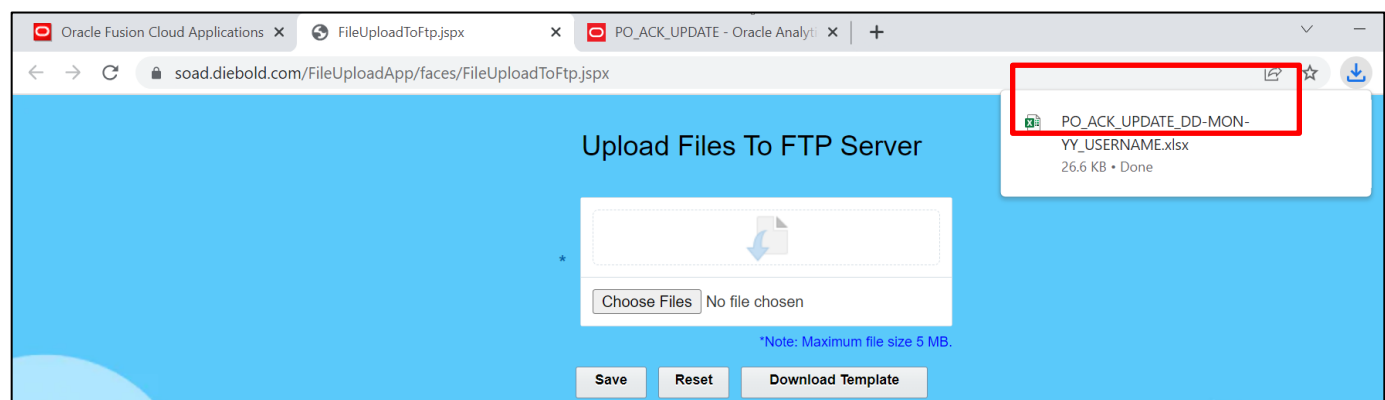 Oracle Fusion Cloud Applications
FileUploadToFtp.jspx
PO_ACK_UPDATE - Oracle Analyti
soad.diebold.com/FileUploadApp/faces/FileUploadToFtp.jspx
PO_ACK_UPDATE_DD-MON-
YY_USERNAME.xlsx
26.6 KB • Done
Upload Files To FTP Server
*
Choose Files No file chosen
*Note: Maximum file size 5 MB.
Save Reset Download Template